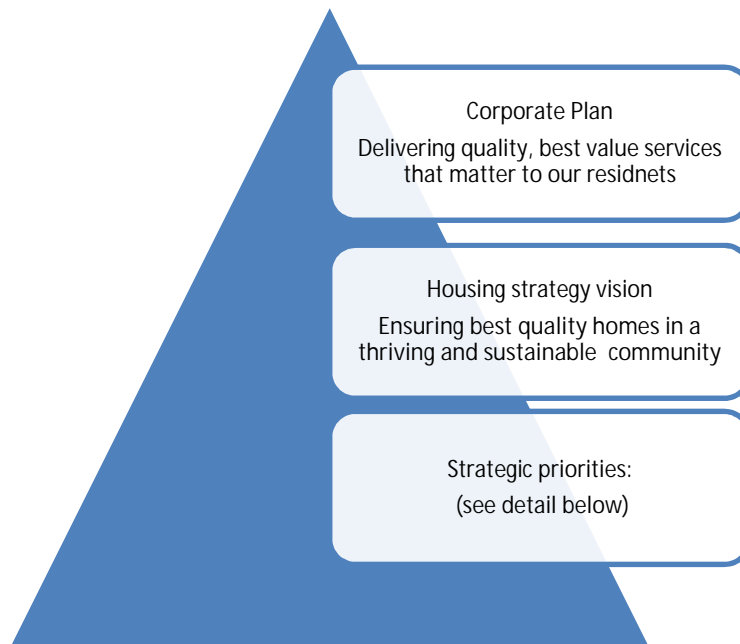 Corporate Plan
Delivering quality, best value services
that matter to our residnets
Housing strategy vision
Ensuring best quality homes in a
thriving and sustainable community
Strategic priorities:
(see detail below)